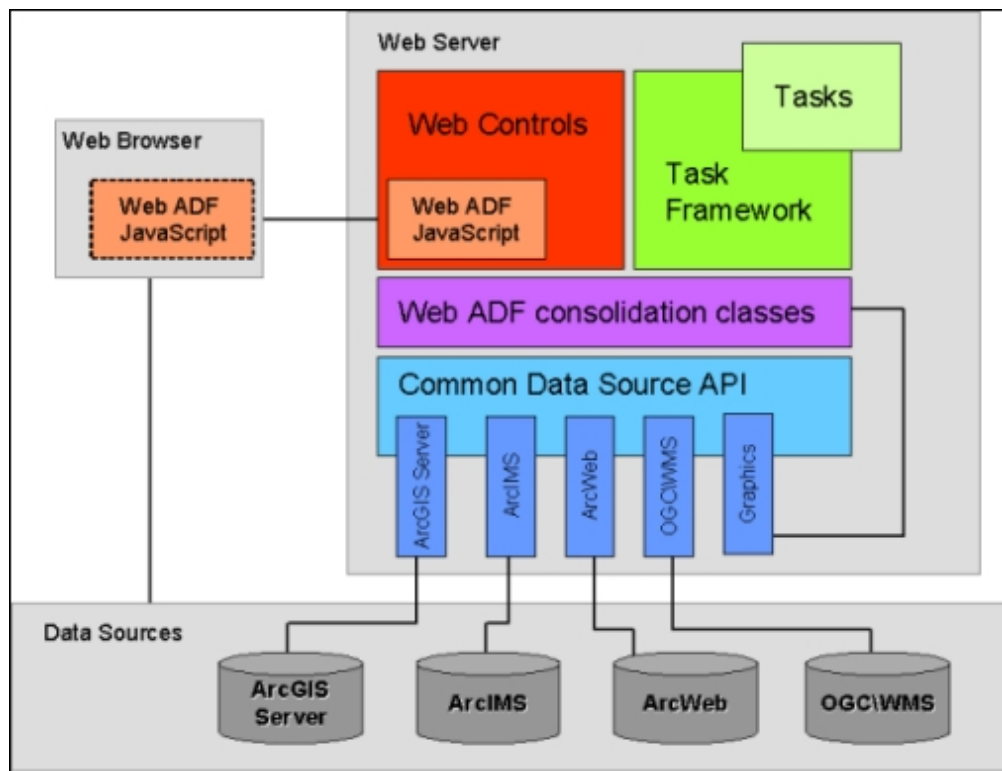 Web Server
Web Controls
Tasks
Task
Framework
Web Browser
Web ADF
JavaScript
Web ADF
JavaScript
Web ADF consolidation classes
Common Data Source API
ArcGIS Server
ArcIMS
ArcWeb
OGC\WMS
Graphics
Data Sources
ArcGIS
Server
ArcIMS
ArcWeb
OGC\WMS